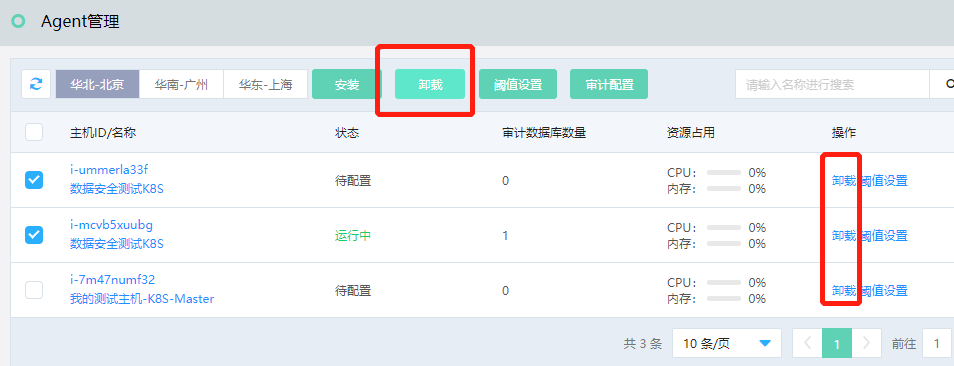 Agent管理
华北-北京 华南-广州 华东-上海 安装 卸载 阈值设置 审计配置 请输入名称进行搜索
主机ID/名称 状态 审计数据库数量 资源占用 操作
i-ummerla33f
数据安全测试K8S
待配置 0
CPU: 0%
内存: 0%
卸载 阈值设置
i-mcvb5xuubg
数据安全测试K8S
运行中 1
CPU: 0%
内存: 0%
卸载 阈值设置
i-7m47numf32
我的测试主机-K8S-Master
待配置 0
CPU: 0%
内存: 0%
卸载 阈值设置
共 3 条 10 条/页 1 前往 1